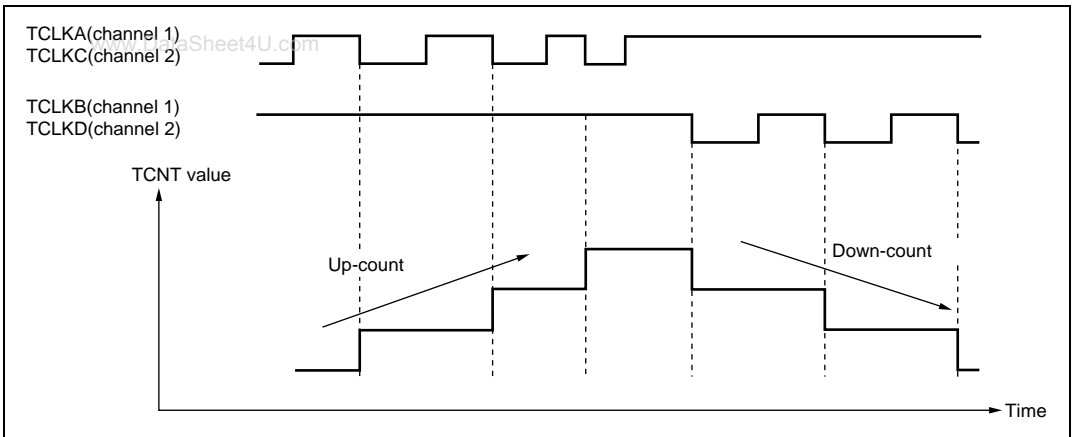 TCLKA(channel 1)
www.DataSheet4U.com
TCLKC(channel 2)
TCLKB(channel 1)
TCLKD(channel 2)
TCNT value
Up-count
Down-count
Time